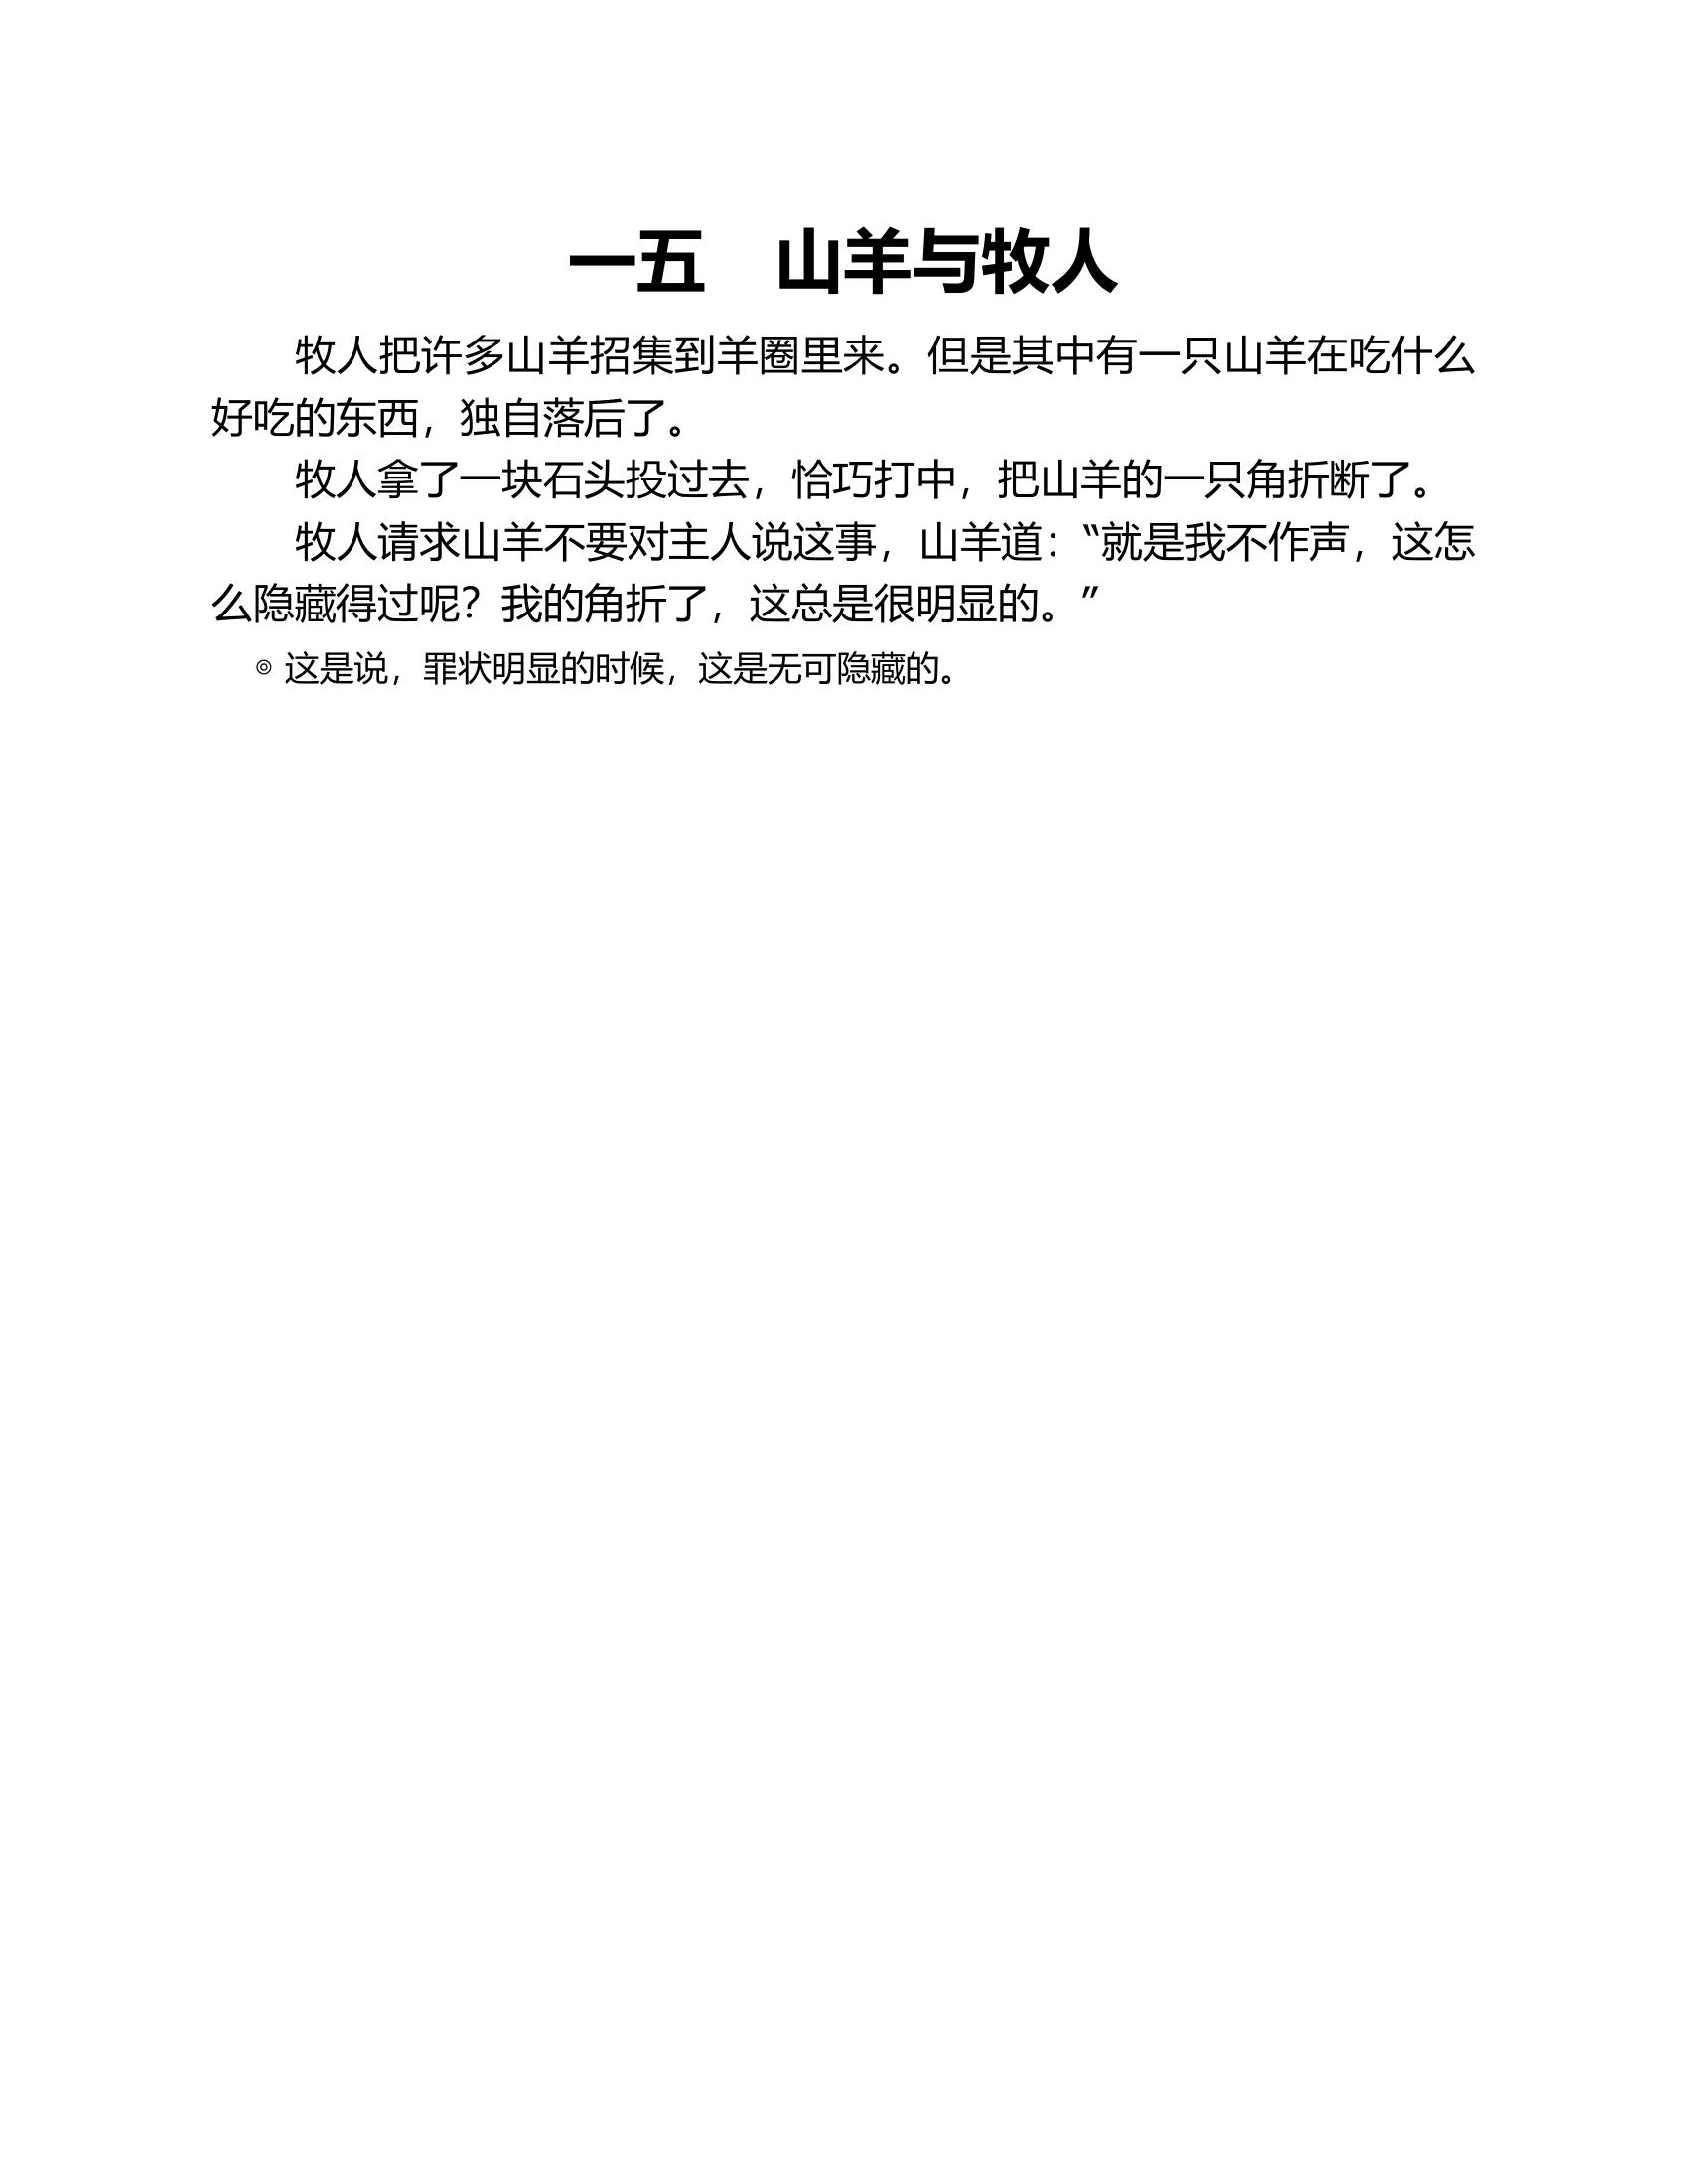 一五　山羊与牧人
牧人把许多山羊招集到羊圈里来。但是其中有一只山羊在吃什么
好吃的东西，独自落后了。
牧人拿了一块石头投过去，恰巧打中，把山羊的一只角折断了。
牧人请求山羊不要对主人说这事，山羊道：“就是我不作声，这怎
么隐藏得过呢？我的角折了，这总是很明显的。”
◎ 这是说，罪状明显的时候，这是无可隐藏的。